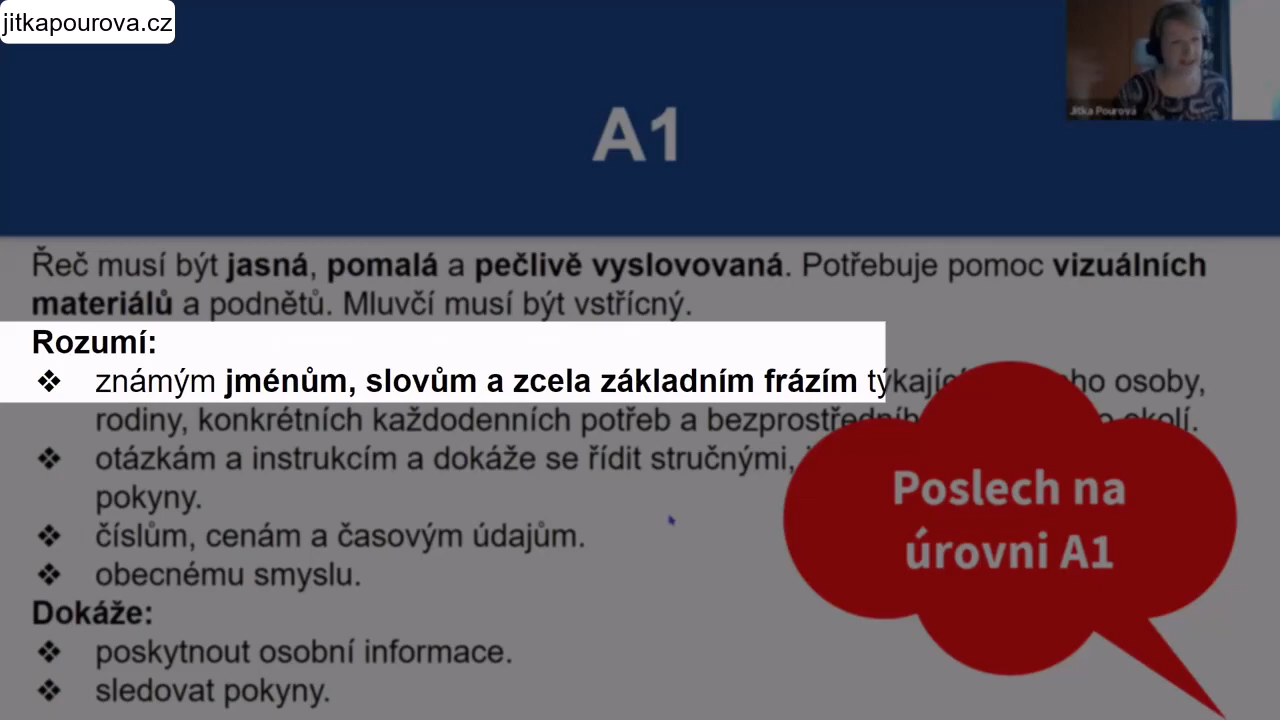 jitkapourova.cz
Jitka Pourová
A1
Řeč musí být jasná, pomalá a pečlivě vyslovovaná. Potřebuje pomoc vizuálních
materiálů a podnětů. Mluvčí musí být vstřícný.
Rozumí:
❖ známým jménům, slovům a zcela základním frázím osoby,
rodiny, konkrétních každodenních potřeb a okolí.
❖ otázkám a instrukcím a dokáže se řídit stručnými,
pokyny.
❖ číslům, cenám a časovým údajům.
❖ obecnému smyslu.
Dokáže:
❖ poskytnout osobní informace.
❖ sledovat pokyny.
Poslech na
úrovni A1